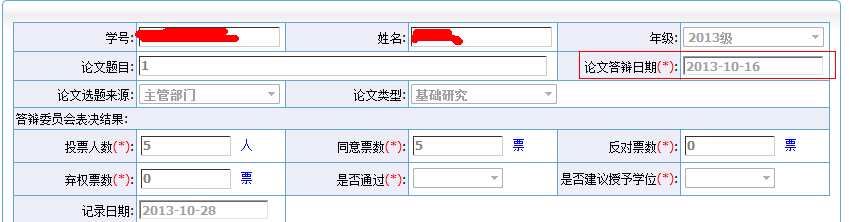 学号: 姓名: 年级: 2013级
论文题目: 1 论文答辩日期(*): 2013-10-16
论文选题来源: 主管部门 论文类型: 基础研究
答辩委员会表决结果:
投票人数(*): 5 人 同意票数(*): 5 票 反对票数(*): 0 票
弃权票数(*): 0 票 是否通过(*): 是否建议授予学位(*):
记录日期: 2013-10-28